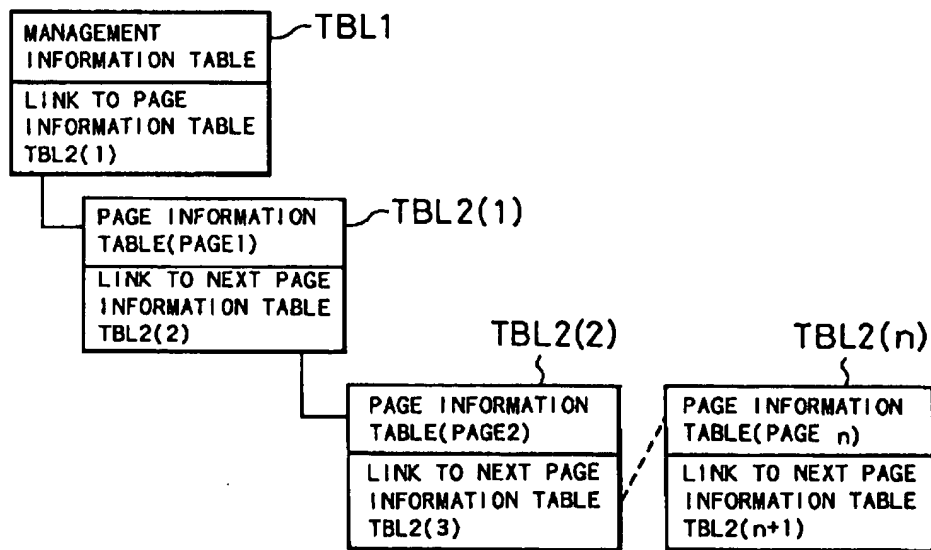 MANAGEMENT
INFORMATION TABLE
TBL1
LINK TO PAGE
INFORMATION TABLE
TBL2(1)
PAGE INFORMATION
TABLE(PAGE1)
TBL2(1)
LINK TO NEXT PAGE
INFORMATION TABLE
TBL2(2)
TBL2(2)
PAGE INFORMATION
TABLE(PAGE2)
LINK TO NEXT PAGE
INFORMATION TABLE
TBL2(3)
TBL2(n)
PAGE INFORMATION
TABLE(PAGE n)
LINK TO NEXT PAGE
INFORMATION TABLE
TBL2(n+1)